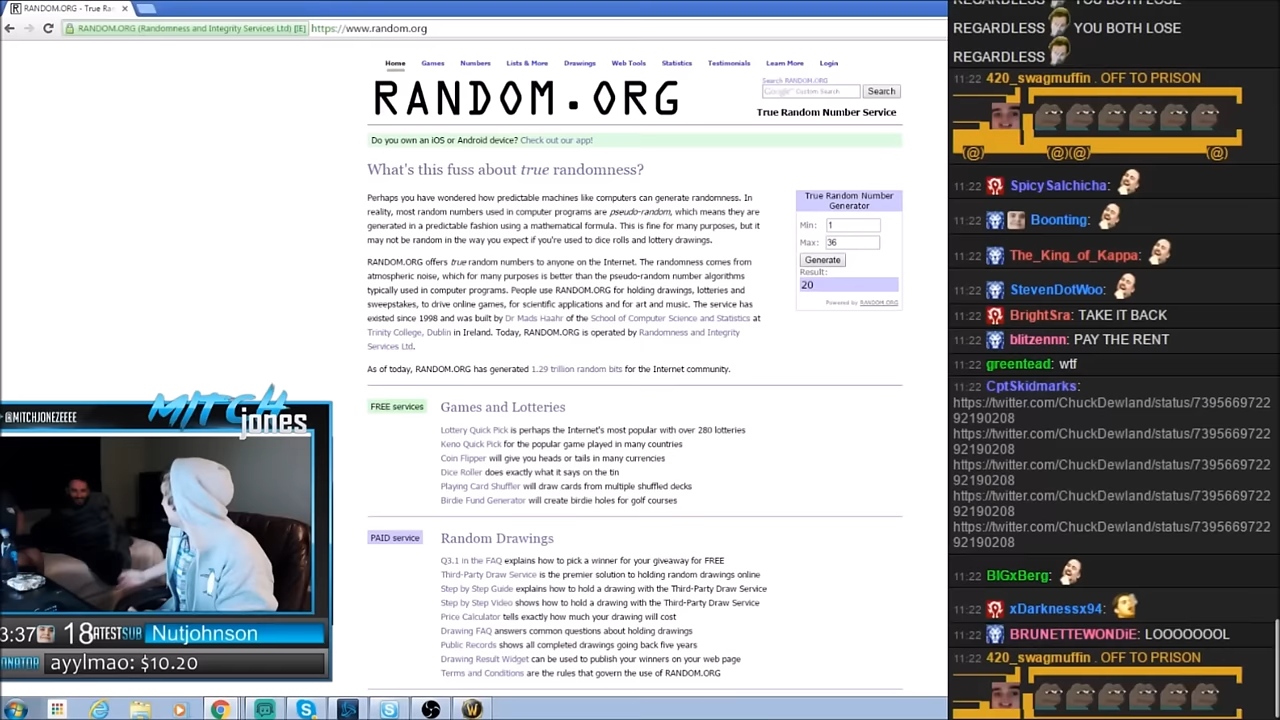 RANDOM.ORG - True Ra
RANDOM.ORG (Randomness and Integrity Services Ltd) [IE]
https://www.random.org
Home
Games
Numbers
Lists & More
Drawings
Web Tools
Statistics
Testimonials
Learn More
Login
RANDOM.ORG
Search RANDOM.ORG
Google Custom Search
Search
True Random Number Service
Do you own an iOS or Android device? Check out our app!
What's this fuss about true randomness?
Perhaps you have wondered how predictable machines like computers can generate randomness. In
reality, most random numbers used in computer programs are pseudo-random, which means they are
generated in a predictable fashion using a mathematical formula. This is fine for many purposes, but it
may not be random in the way you expect if you're used to dice rolls and lottery drawings.
RANDOM.ORG offers true random numbers to anyone on the Internet. The randomness comes from
atmospheric noise, which for many purposes is better than the pseudo-random number algorithms
typically used in computer programs. People use RANDOM.ORG for holding drawings, lotteries and
sweepstakes, to drive online games, for scientific applications and for art and music. The service has
existed since 1998 and was built by Dr Mads Haahr of the School of Computer Science and Statistics at
Trinity College, Dublin in Ireland. Today, RANDOM.ORG is operated by Randomness and Integrity
Services Ltd.
As of today, RANDOM.ORG has generated 1.29 trillion random bits for the Internet community.
True Random Number
Generator
Min: 1
Max: 36
Generate
Result:
20
Powered by RANDOM.ORG
FREE services
Games and Lotteries
Lottery Quick Pick is perhaps the Internet's most popular with over 280 lotteries
Keno Quick Pick for the popular game played in many countries
Coin Flipper will give you heads or tails in many currencies
Dice Roller does exactly what it says on the tin
Playing Card Shuffler will draw cards from multiple shuffled decks
Birdie Fund Generator will create birdie holes for golf courses
PAID service
Random Drawings
Q3.1 in the FAQ explains how to pick a winner for your giveaway for FREE
Third-Party Draw Service is the premier solution to holding random drawings online
Step by Step Guide explains how to hold a drawing with the Third-Party Draw Service
Step by Step Video shows how to hold a drawing with the Third-Party Draw Service
Price Calculator tells exactly how much your drawing will cost
Drawing FAQ answers common questions about holding drawings
Public Records shows all completed drawings going back five years
Drawing Result Widget can be used to publish your winners on your web page
Terms and Conditions are the rules that govern the use of RANDOM.ORG
@MITCHJONEZEEEE
MITCH
jones
3:37
18
ATESTSUB
Nutjohnson
ONATOR
ayylmao: $10.20
REGARDLESS YOU BOTH LOSE
REGARDLESS YOU BOTH LOSE
REGARDLESS
11:22 420_swagmuffin . OFF TO PRISON
(@) (@)(@) (@)
11:22 SpicySalchicha:
11:22 Boonting:
11:22 The_King_of_Kappa:
11:22 StevenDotWoo:
11:22 BrightSra: TAKE IT BACK
11:22 blitzennn: PAY THE RENT
11:22 greentead: wtf
11:22 CptSkidmarks:
https://twitter.com/ChuckDewland/status/7395669722
92190208
https://twitter.com/ChuckDewland/status/7395669722
92190208
https://twitter.com/ChuckDewland/status/7395669722
92190208
https://twitter.com/ChuckDewland/status/7395669722
92190208
https://twitter.com/ChuckDewland/status/7395669722
92190208
11:22 BIGxBerg:
11:22 xDarknessx94:
11:22 BRUNETTEWONDE: LOOOOOOL
11:22 420_swagmuffin . OFF TO PRISON